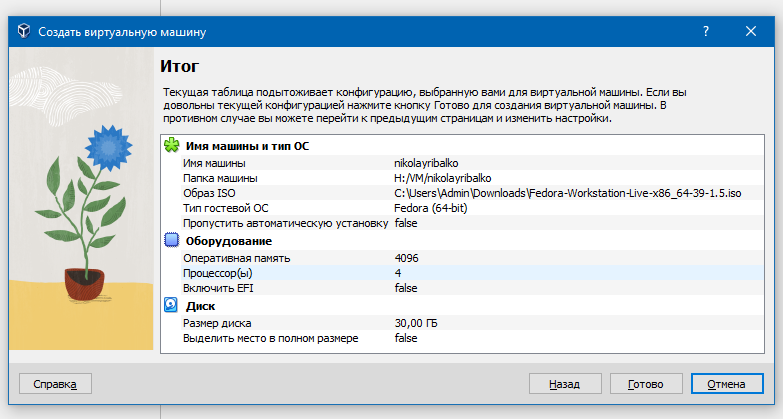 Создать виртуальную машину
Итог
Текущая таблица подытоживает конфигурацию, выбранную вами для виртуальной машины. Если вы
довольны текущей конфигурацией нажмите кнопку Готово для создания виртуальной машины. В
противном случае вы можете перейти к предыдущим страницам и изменить настройки.
Имя машины и тип ОС
Имя машины nikolayribalko
Папка машины H:/VM/nikolayribalko
Образ ISO C:\Users\Admin\Downloads\Fedora-Workstation-Live-x86_64-39-1.5.iso
Тип гостевой ОС Fedora (64-bit)
Пропустить автоматическую установку false
Оборудование
Оперативная память 4096
Процессор(ы) 4
Включить EFI false
Диск
Размер диска 30,00 ГБ
Выделить место в полном размере false
Справка Назад Готово Отмена